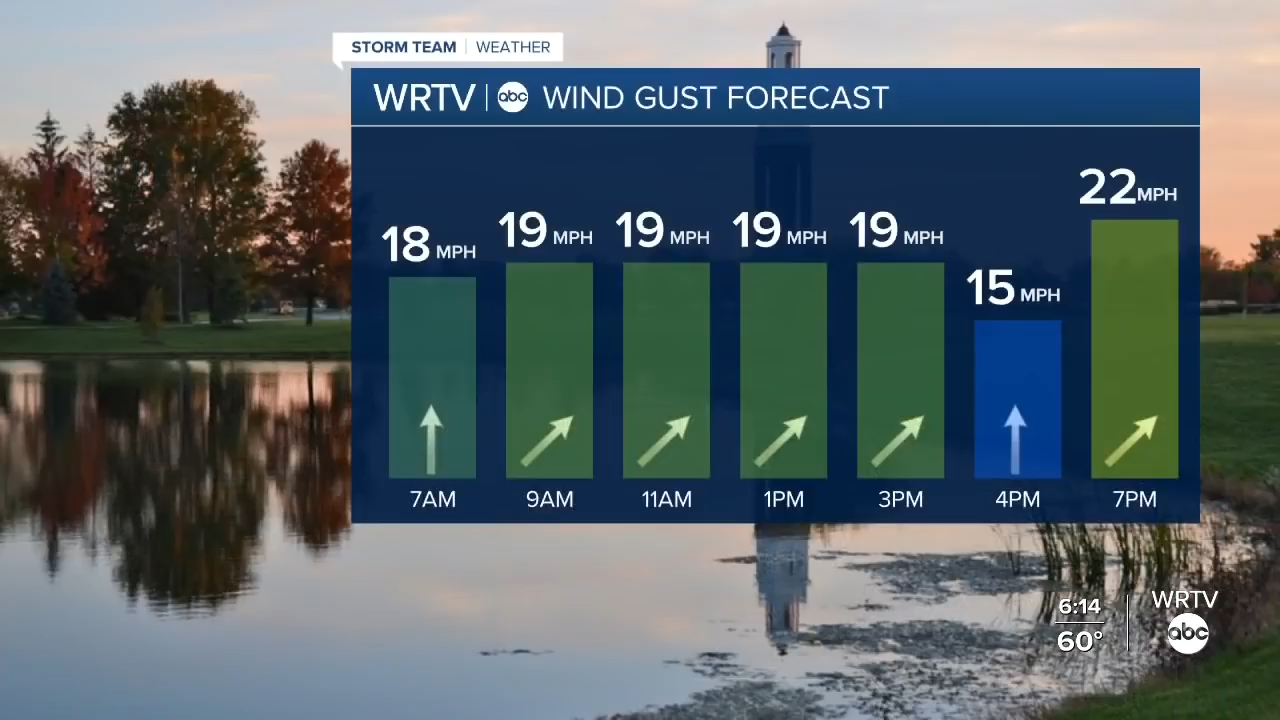 STORM TEAM | WEATHER
WRTV | abc WIND GUST FORECAST
18 MPH
19 MPH
19 MPH
19 MPH
19 MPH
15 MPH
22 MPH
7AM
9AM
11AM
1PM
3PM
4PM
7PM
6:14
60°
WRTV
abc